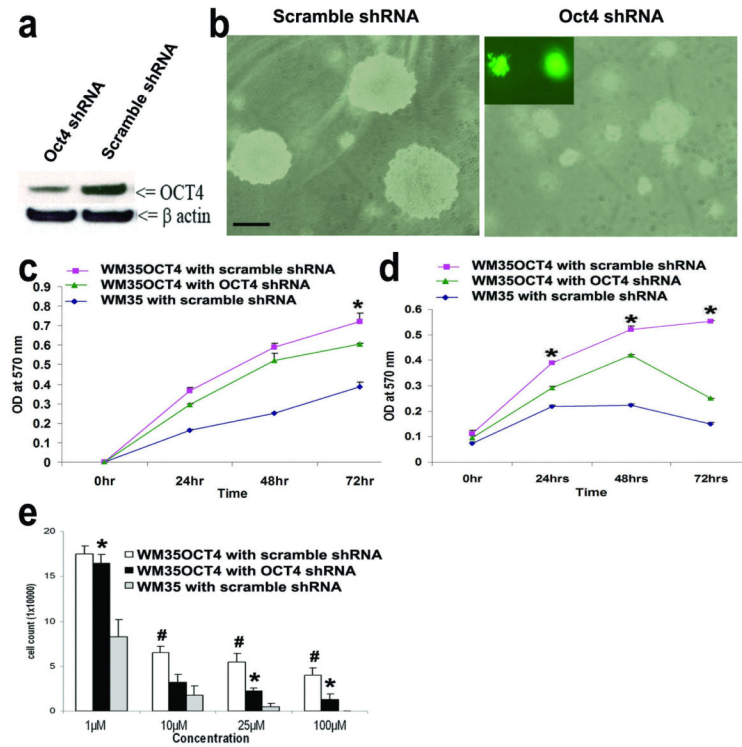 a
Oct4 shRNA
Scramble shRNA
<= OCT4
<= β actin
b
Scramble shRNA
Oct4 shRNA
c
WM35OCT4 with scramble shRNA
WM35OCT4 with OCT4 shRNA
WM35 with scramble shRNA
*
OD at 570 nm
0.8
0.7
0.6
0.5
0.4
0.3
0.2
0.1
0
0hr 24hr 48hr 72hr
Time
d
WM35OCT4 with scramble shRNA
WM35OCT4 with OCT4 shRNA
WM35 with scramble shRNA
* * *
OD at 570 nm
0.6
0.5
0.4
0.3
0.2
0.1
0
0hr 24hrs 48hrs 72hrs
Time
e
WM35OCT4 with scramble shRNA
WM35OCT4 with OCT4 shRNA
WM35 with scramble shRNA
cell count (1x10000)
20
15
10
5
0
* # # * # *
1μM 10μM 25μM 100μM
Concentration